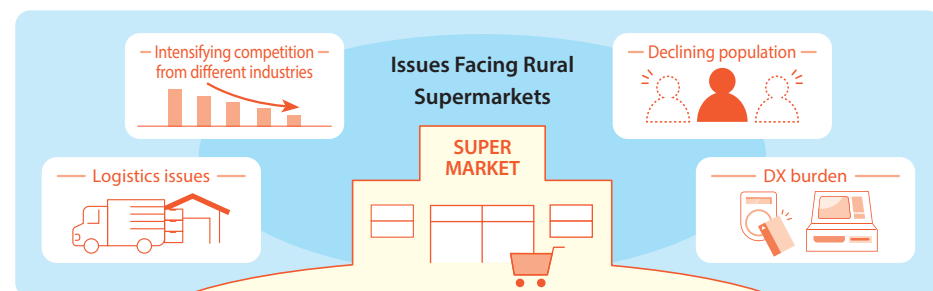 Issues Facing Rural
Supermarkets
Intensifying competition
from different industries
Declining population
Logistics issues
DX burden
SUPER
MARKET